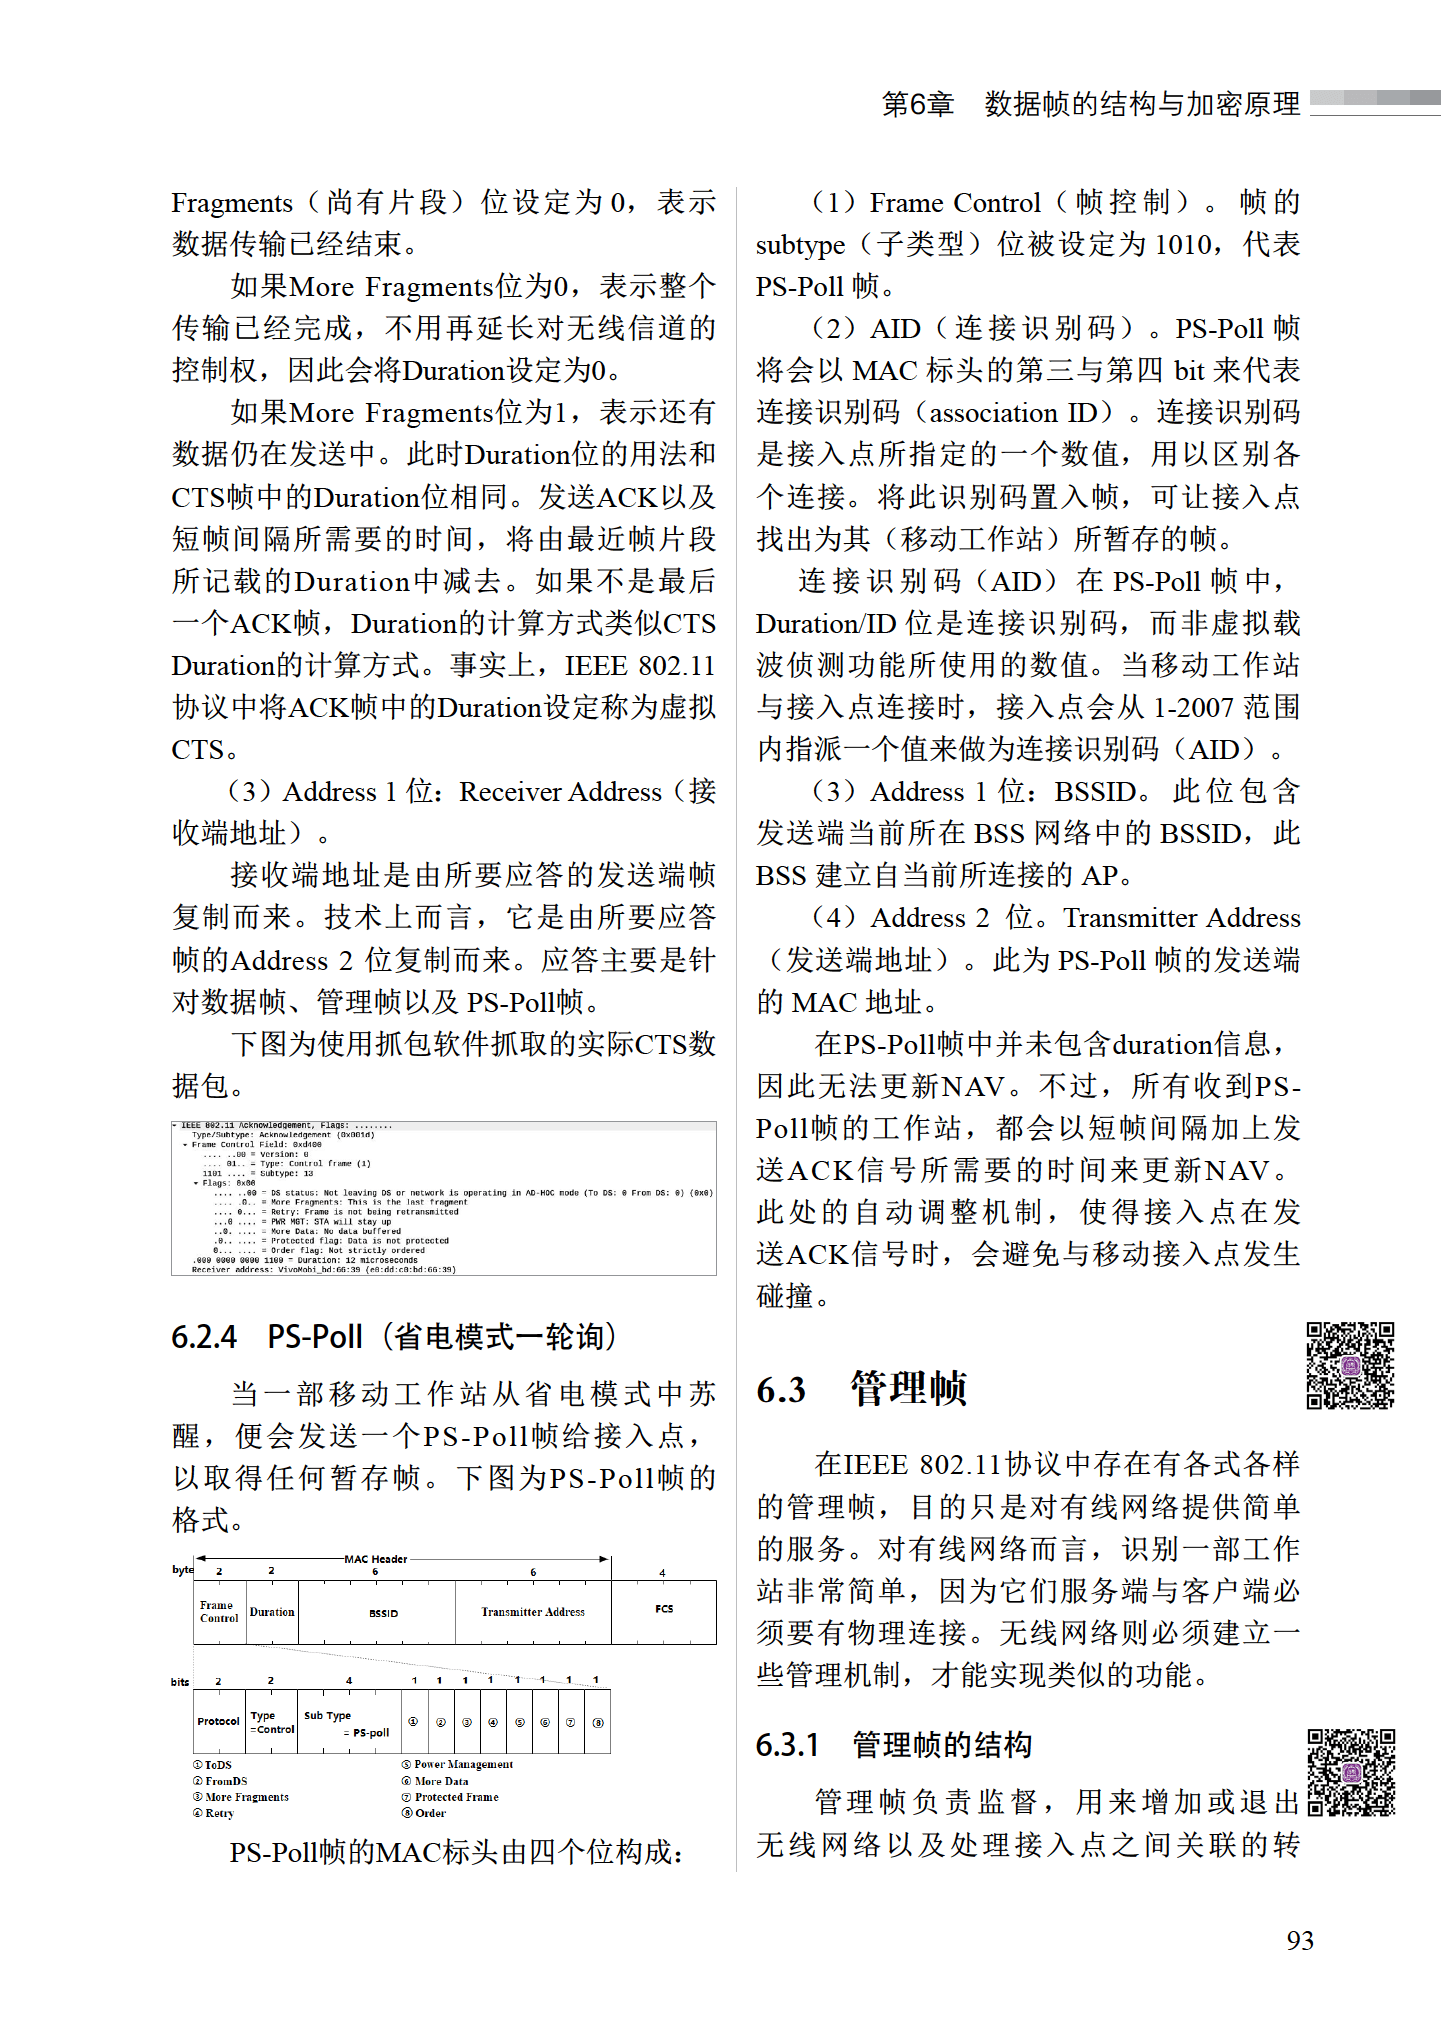 第6章　数据帧的结构与加密原理
Fragments（尚有片段）位设定为 0，表示
数据传输已经结束。
如果More Fragments位为0，表示整个
传输已经完成，不用再延长对无线信道的
控制权，因此会将Duration设定为0。
如果More Fragments位为1，表示还有
数据仍在发送中。此时Duration位的用法和
CTS帧中的Duration位相同。发送ACK以及
短帧间隔所需要的时间，将由最近帧片段
所记载的Duration中减去。如果不是最后
一个ACK帧，Duration的计算方式类似CTS
Duration的计算方式。事实上，IEEE 802.11
协议中将ACK帧中的Duration设定称为虚拟
CTS。
（3）Address 1 位：Receiver Address（接
收端地址）。
接收端地址是由所要应答的发送端帧
复制而来。技术上而言，它是由所要应答
帧的Address 2 位复制而来。应答主要是针
对数据帧、管理帧以及 PS-Poll帧。
下图为使用抓包软件抓取的实际CTS数
据包。
IEEE 802.11 Acknowledgement, Flags: ........
Type/Subtype: Acknowledgement (0x001d)
Frame Control Field: 0xd400
.... ..00 = Version: 0
.... 01.. = Type: Control frame (1)
1101 .... = Subtype: 13
Flags: 0x00
.... ..00 = DS status: Not leaving DS or network is operating in AD-HOC mode (To DS: 0 From DS: 0) (0x0)
.... .0.. = More Fragments: This is the last fragment
.... 0... = Retry: Frame is not being retransmitted
...0 .... = PWR MGT: STA will stay up
..0. .... = More Data: No data buffered
.0.. .... = Protected flag: Data is not protected
0... .... = Order flag: Not strictly ordered
.000 0000 0000 1100 = Duration: 12 microseconds
Receiver address: VivoMobi_bd:66:39 (e0:dd:c0:bd:66:39)
6.2.4　PS-Poll（省电模式一轮询）
当一部移动工作站从省电模式中苏
醒，便会发送一个PS-Poll帧给接入点，
以取得任何暂存帧。下图为PS-Poll帧的
格式。
MAC Header
byte 2 2 6 6 4
Frame Control Duration BSSID Transmitter Address FCS
bits 2 2 4 1 1 1 1 1 1 1 1
Protocol Type =Control Sub Type = PS-poll ① ② ③ ④ ⑤ ⑥ ⑦ ⑧
① ToDS ⑤ Power Management
② FromDS ⑥ More Data
③ More Fragments ⑦ Protected Frame
④ Retry ⑧ Order
PS-Poll帧的MAC标头由四个位构成：
（1）Frame Control（帧控制）。帧的
subtype（子类型）位被设定为 1010，代表
PS-Poll 帧。
（2）AID（连接识别码）。PS-Poll 帧
将会以 MAC 标头的第三与第四 bit 来代表
连接识别码（association ID）。连接识别码
是接入点所指定的一个数值，用以区别各
个连接。将此识别码置入帧，可让接入点
找出为其（移动工作站）所暂存的帧。
连接识别码（AID）在 PS-Poll 帧中，
Duration/ID 位是连接识别码，而非虚拟载
波侦测功能所使用的数值。当移动工作站
与接入点连接时，接入点会从 1-2007 范围
内指派一个值来做为连接识别码（AID）。
（3）Address 1 位：BSSID。此位包含
发送端当前所在 BSS 网络中的 BSSID，此
BSS 建立自当前所连接的 AP。
（4）Address 2 位。Transmitter Address
（发送端地址）。此为 PS-Poll 帧的发送端
的 MAC 地址。
在PS-Poll帧中并未包含duration信息，
因此无法更新NAV。不过，所有收到PS-
Poll帧的工作站，都会以短帧间隔加上发
送ACK信号所需要的时间来更新NAV。
此处的自动调整机制，使得接入点在发
送ACK信号时，会避免与移动接入点发生
碰撞。
6.3　管理帧
在IEEE 802.11协议中存在有各式各样
的管理帧，目的只是对有线网络提供简单
的服务。对有线网络而言，识别一部工作
站非常简单，因为它们服务端与客户端必
须要有物理连接。无线网络则必须建立一
些管理机制，才能实现类似的功能。
6.3.1　管理帧的结构
管理帧负责监督，用来增加或退出
无线网络以及处理接入点之间关联的转
93